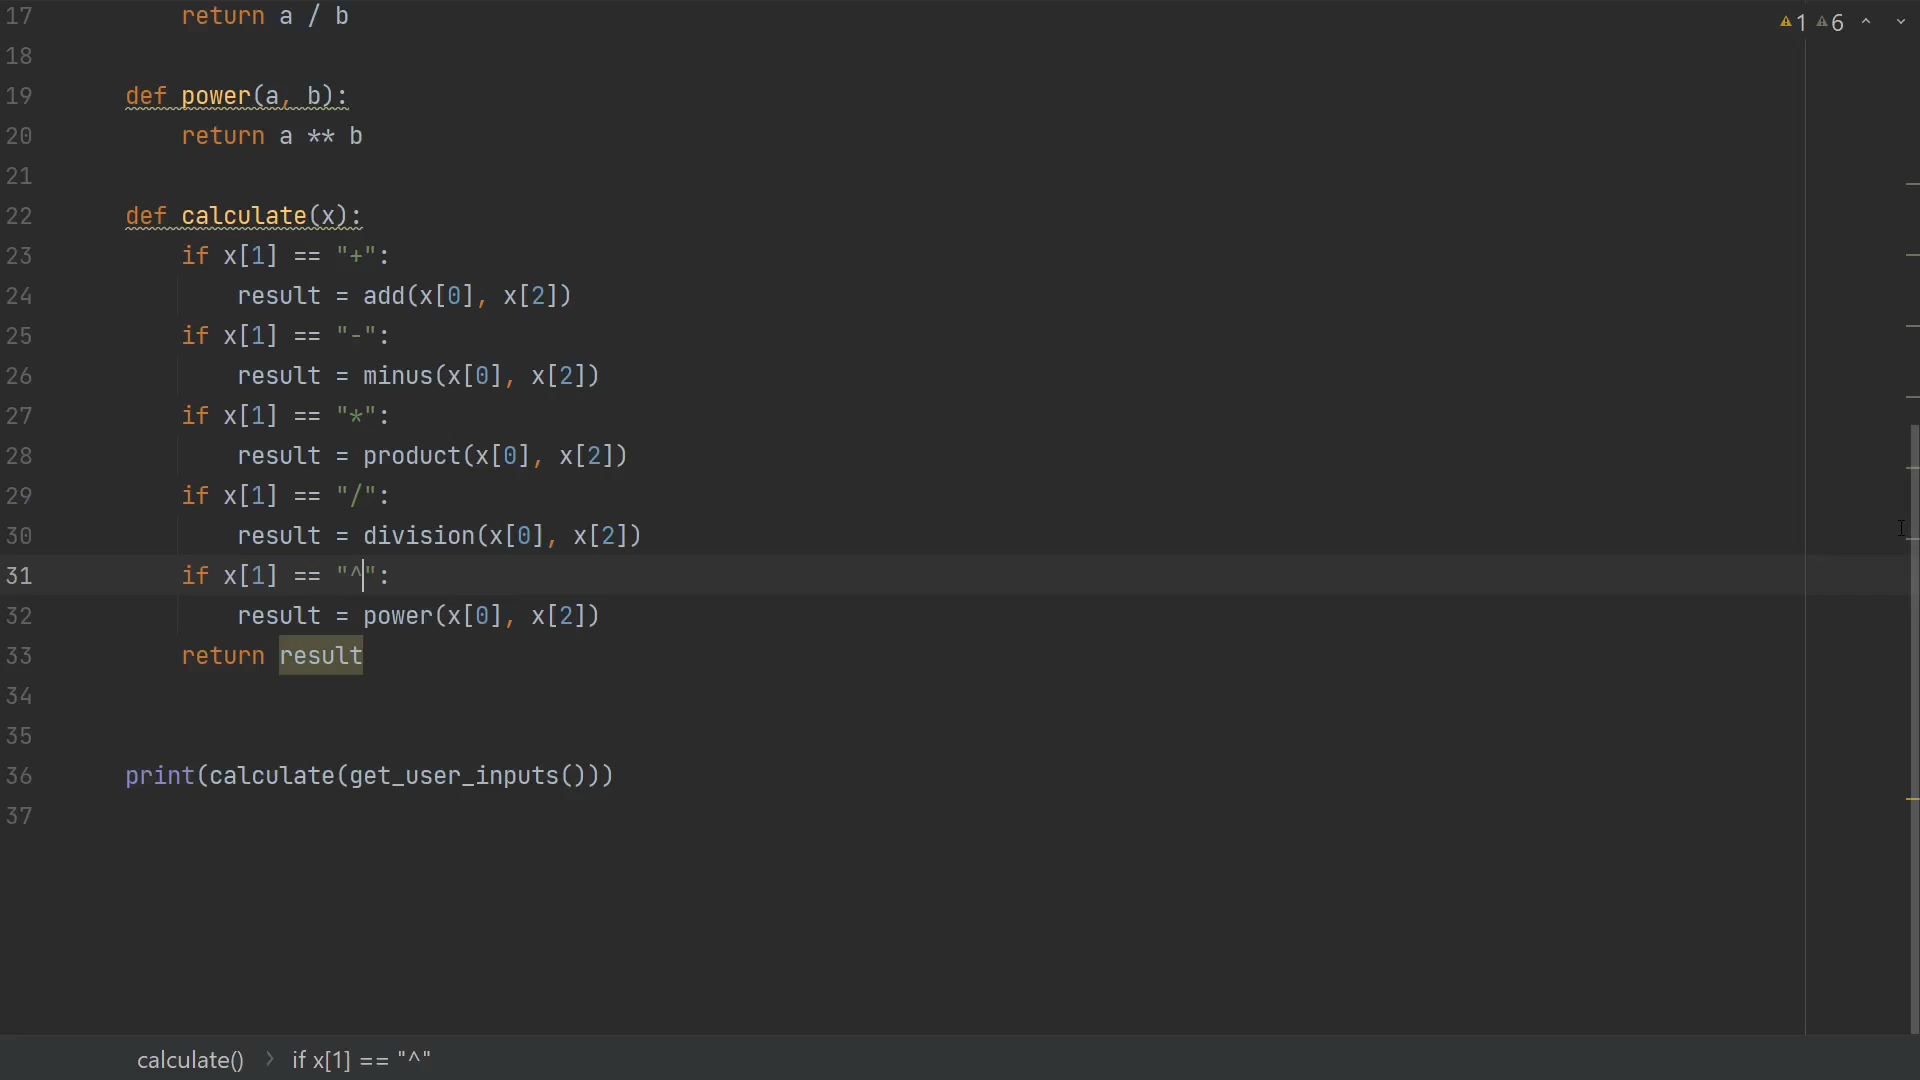 17 return a / b
⚠1 ⚠6
18
19 def power(a, b):
20 return a ** b
21
22 def calculate(x):
23 if x[1] == "+":
24 result = add(x[0], x[2])
25 if x[1] == "-":
26 result = minus(x[0], x[2])
27 if x[1] == "*":
28 result = product(x[0], x[2])
29 if x[1] == "/":
30 result = division(x[0], x[2])
31 if x[1] == "^":
32 result = power(x[0], x[2])
33 return result
34
35
36 print(calculate(get_user_inputs()))
37
calculate() > if x[1] == "^"